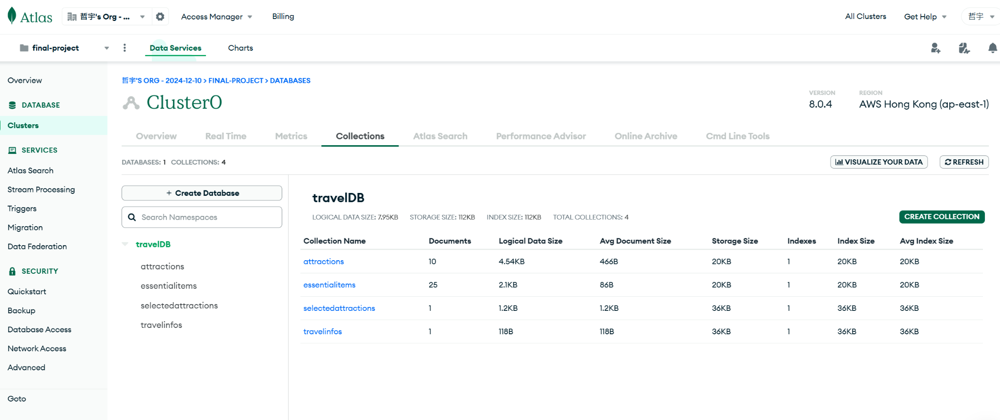 Atlas 哲宇's Org - ... Access Manager Billing All Clusters Get Help 哲宇
final-project Data Services Charts
Overview
DATABASE
Clusters
SERVICES
Atlas Search
Stream Processing
Triggers
Migration
Data Federation
SECURITY
Quickstart
Backup
Database Access
Network Access
Advanced
Goto
哲宇'S ORG - 2024-12-10 > FINAL-PROJECT > DATABASES
Cluster0
VERSION REGION
8.0.4 AWS Hong Kong (ap-east-1)
Overview Real Time Metrics Collections Atlas Search Performance Advisor Online Archive Cmd Line Tools
DATABASES: 1 COLLECTIONS: 4 VISUALIZE YOUR DATA REFRESH
+ Create Database
Search Namespaces
travelDB
attractions
essentialitems
selectedattractions
travelinfos
travelDB
LOGICAL DATA SIZE: 7.95KB STORAGE SIZE: 112KB INDEX SIZE: 112KB TOTAL COLLECTIONS: 4 CREATE COLLECTION
Collection Name Documents Logical Data Size Avg Document Size Storage Size Indexes Index Size Avg Index Size
attractions 10 4.54KB 466B 20KB 1 20KB 20KB
essentialitems 25 2.1KB 86B 20KB 1 20KB 20KB
selectedattractions 1 1.2KB 1.2KB 36KB 1 36KB 36KB
travelinfos 1 118B 118B 36KB 1 36KB 36KB